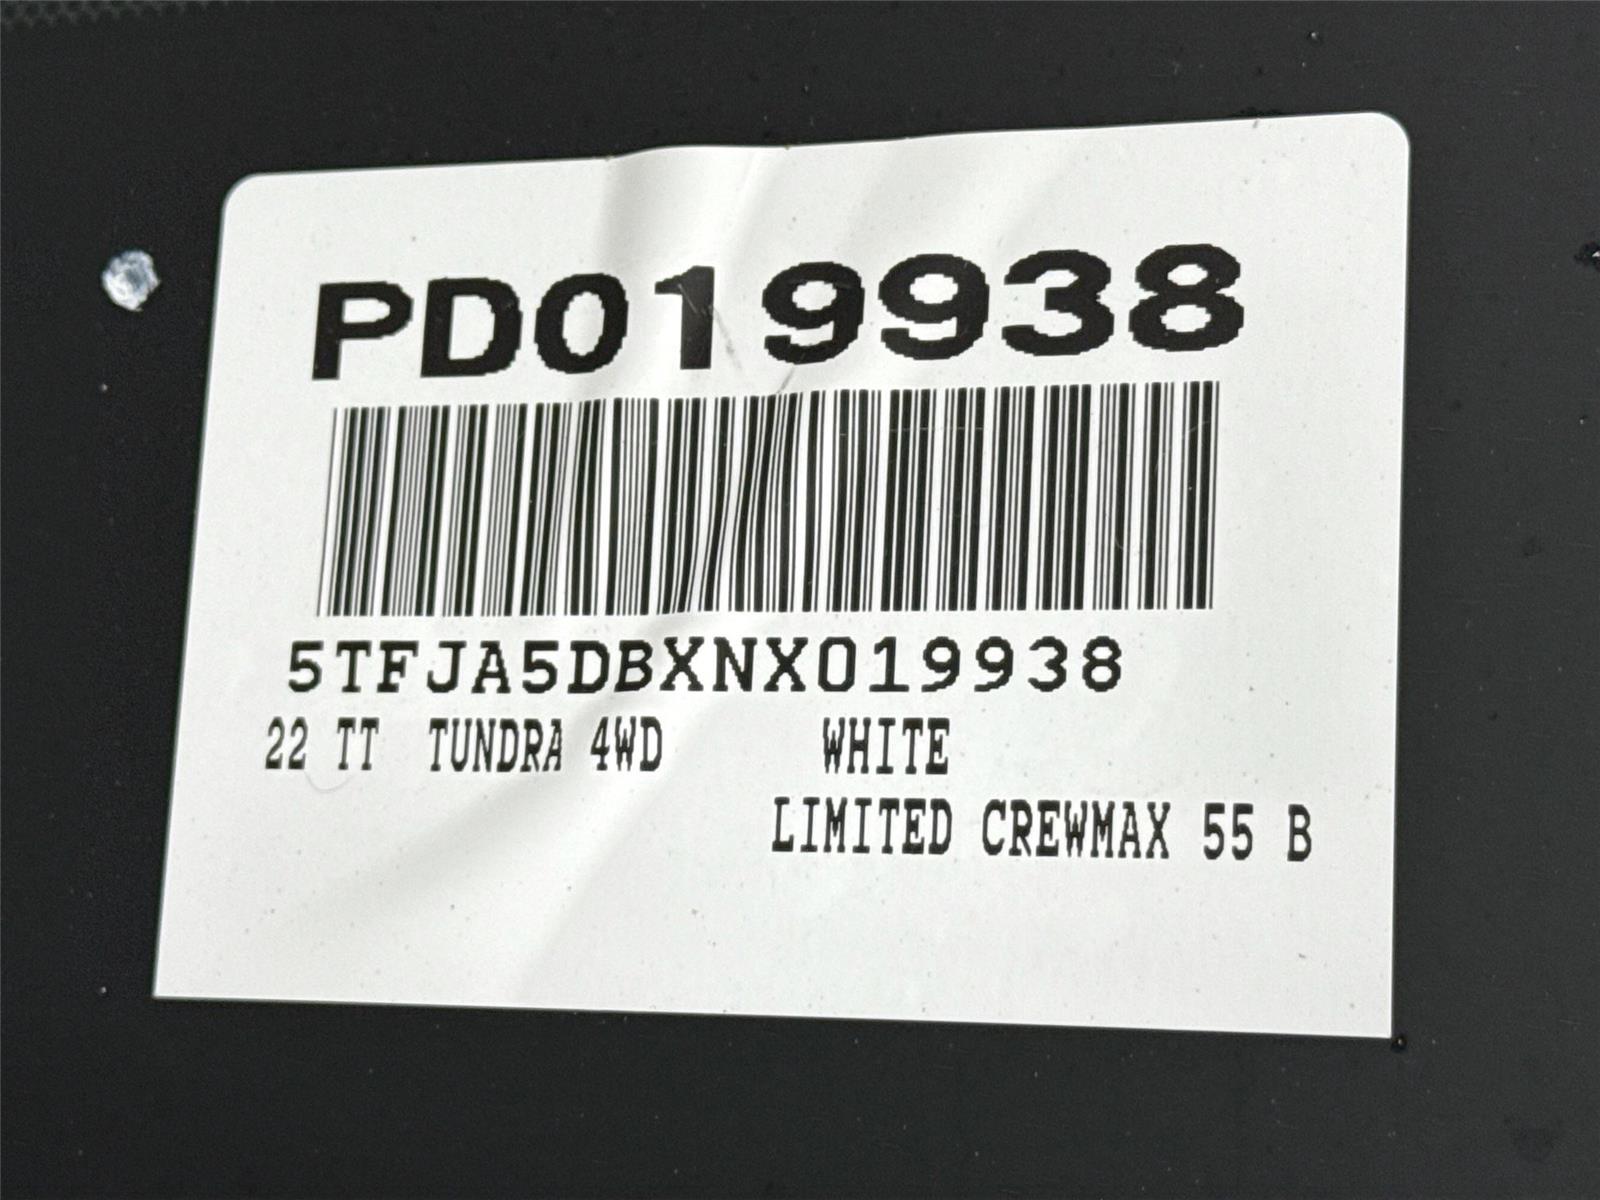 PD019938
5TFJA5DBXNX019938
22 TT TUNDRA 4WD WHITE
LIMITED CREWMAX 55 B